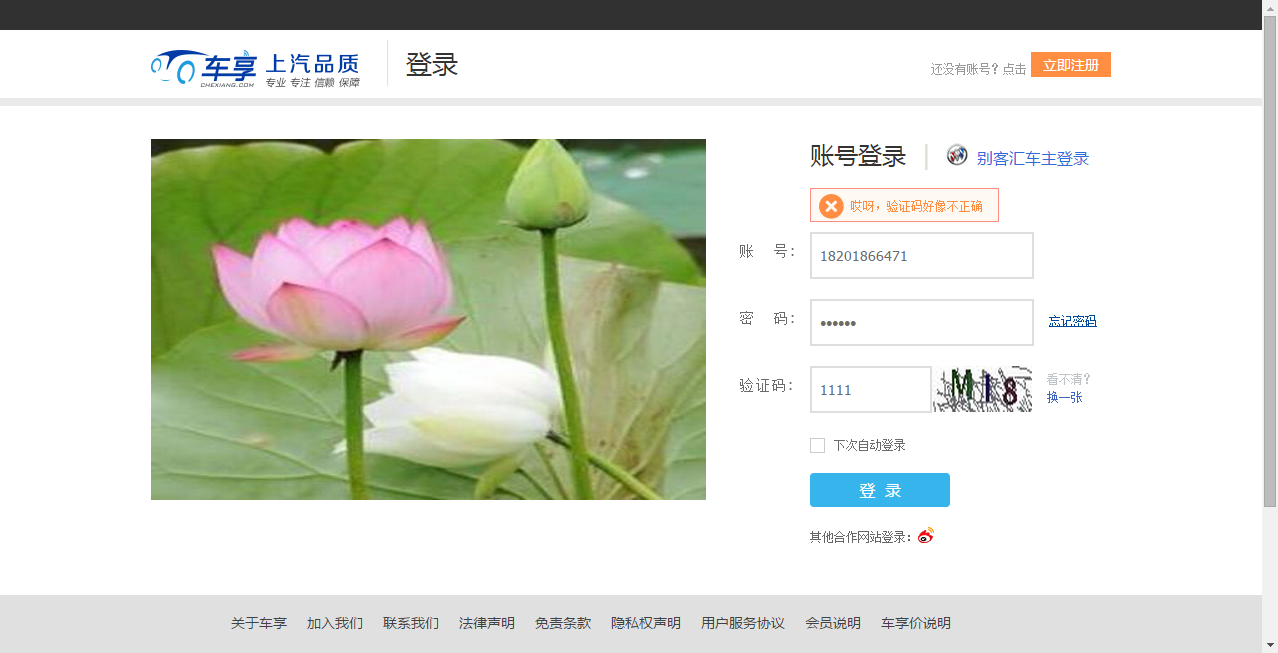 车享 上汽品质
CHEXIANG.COM 专业 专注 信赖 保障
登录
还没有账号？点击 立即注册
账号登录 别客汇车主登录
哎呀，验证码好像不正确
账 号： 18201866471
密 码： •••••• 忘记密码
验证码： 1111 看不清？
换一张
下次自动登录
登 录
其他合作网站登录：
关于车享 加入我们 联系我们 法律声明 免责条款 隐私权声明 用户服务协议 会员说明 车享价说明